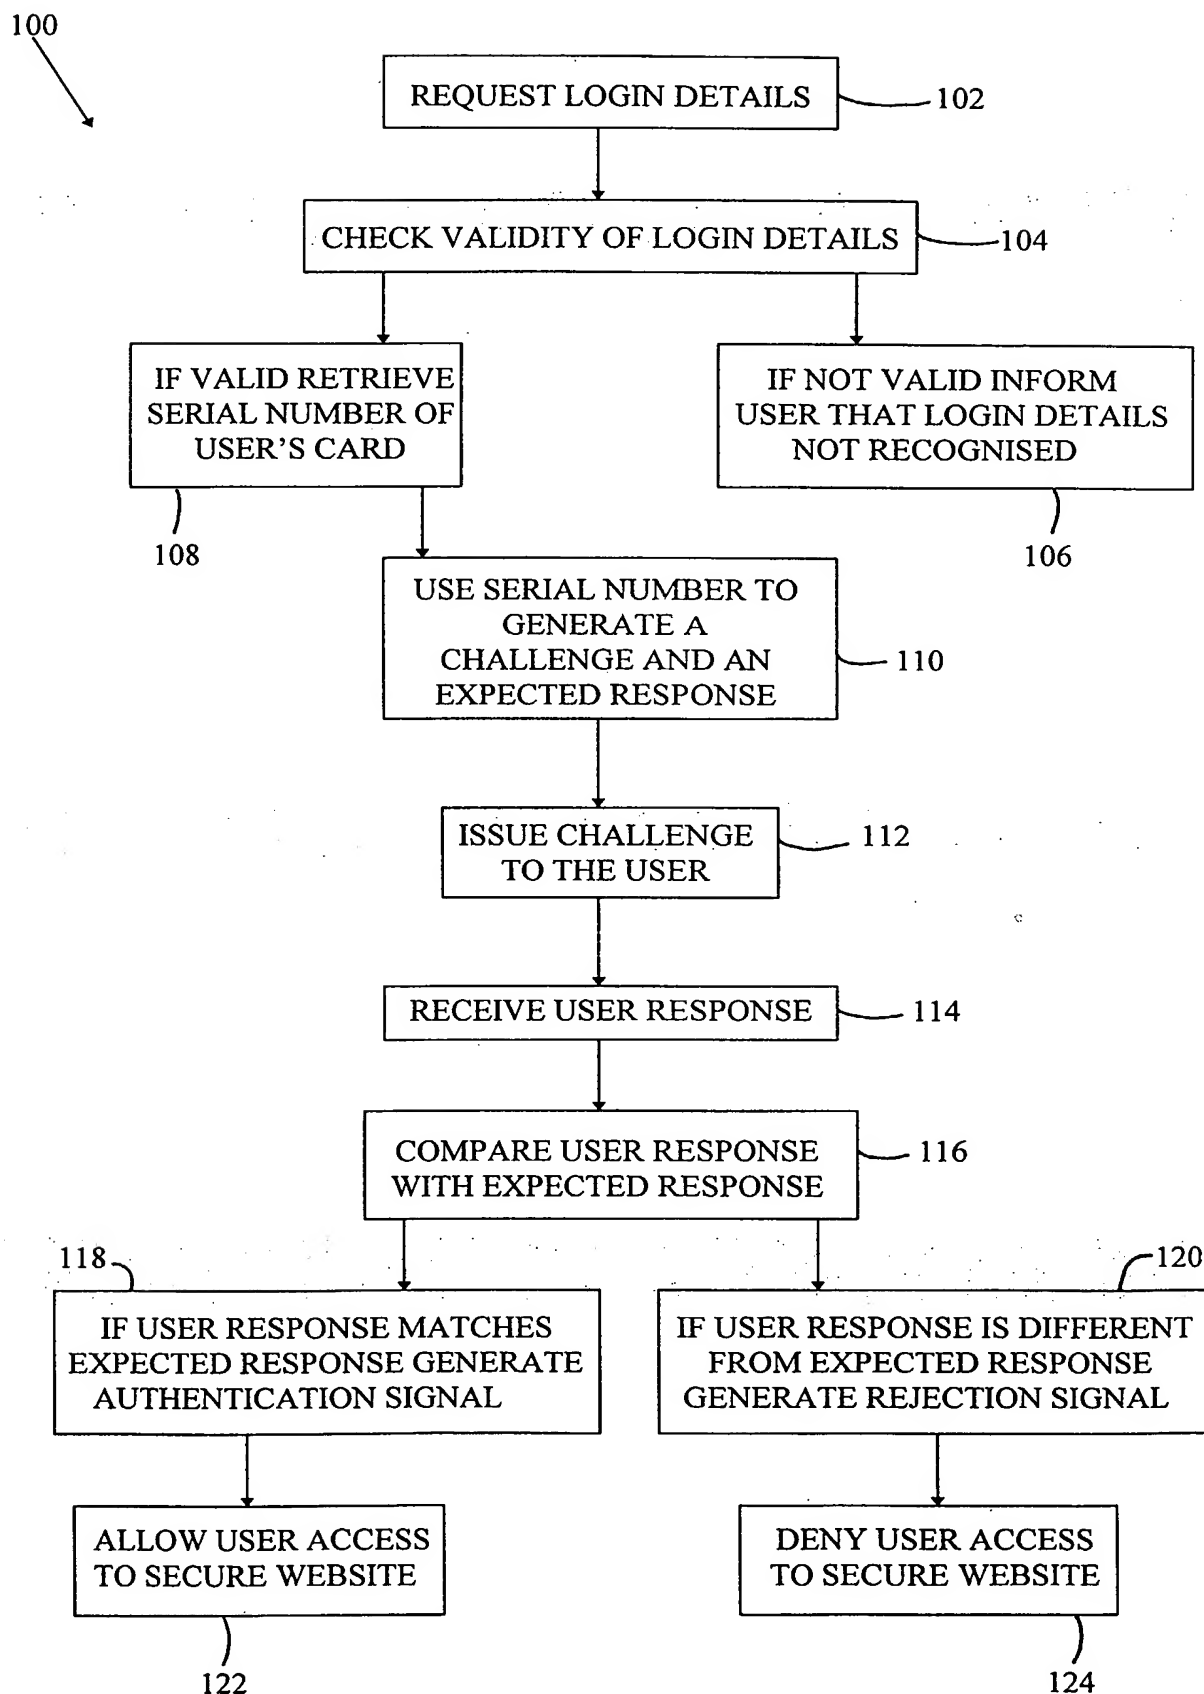 100
REQUEST LOGIN DETAILS
102
CHECK VALIDITY OF LOGIN DETAILS
104
IF VALID RETRIEVE
SERIAL NUMBER OF
USER'S CARD
108
IF NOT VALID INFORM
USER THAT LOGIN DETAILS
NOT RECOGNISED
106
USE SERIAL NUMBER TO
GENERATE A
CHALLENGE AND AN
EXPECTED RESPONSE
110
ISSUE CHALLENGE
TO THE USER
112
RECEIVE USER RESPONSE
114
COMPARE USER RESPONSE
WITH EXPECTED RESPONSE
116
118
IF USER RESPONSE MATCHES
EXPECTED RESPONSE GENERATE
AUTHENTICATION SIGNAL
120
IF USER RESPONSE IS DIFFERENT
FROM EXPECTED RESPONSE
GENERATE REJECTION SIGNAL
ALLOW USER ACCESS
TO SECURE WEBSITE
122
DENY USER ACCESS
TO SECURE WEBSITE
124